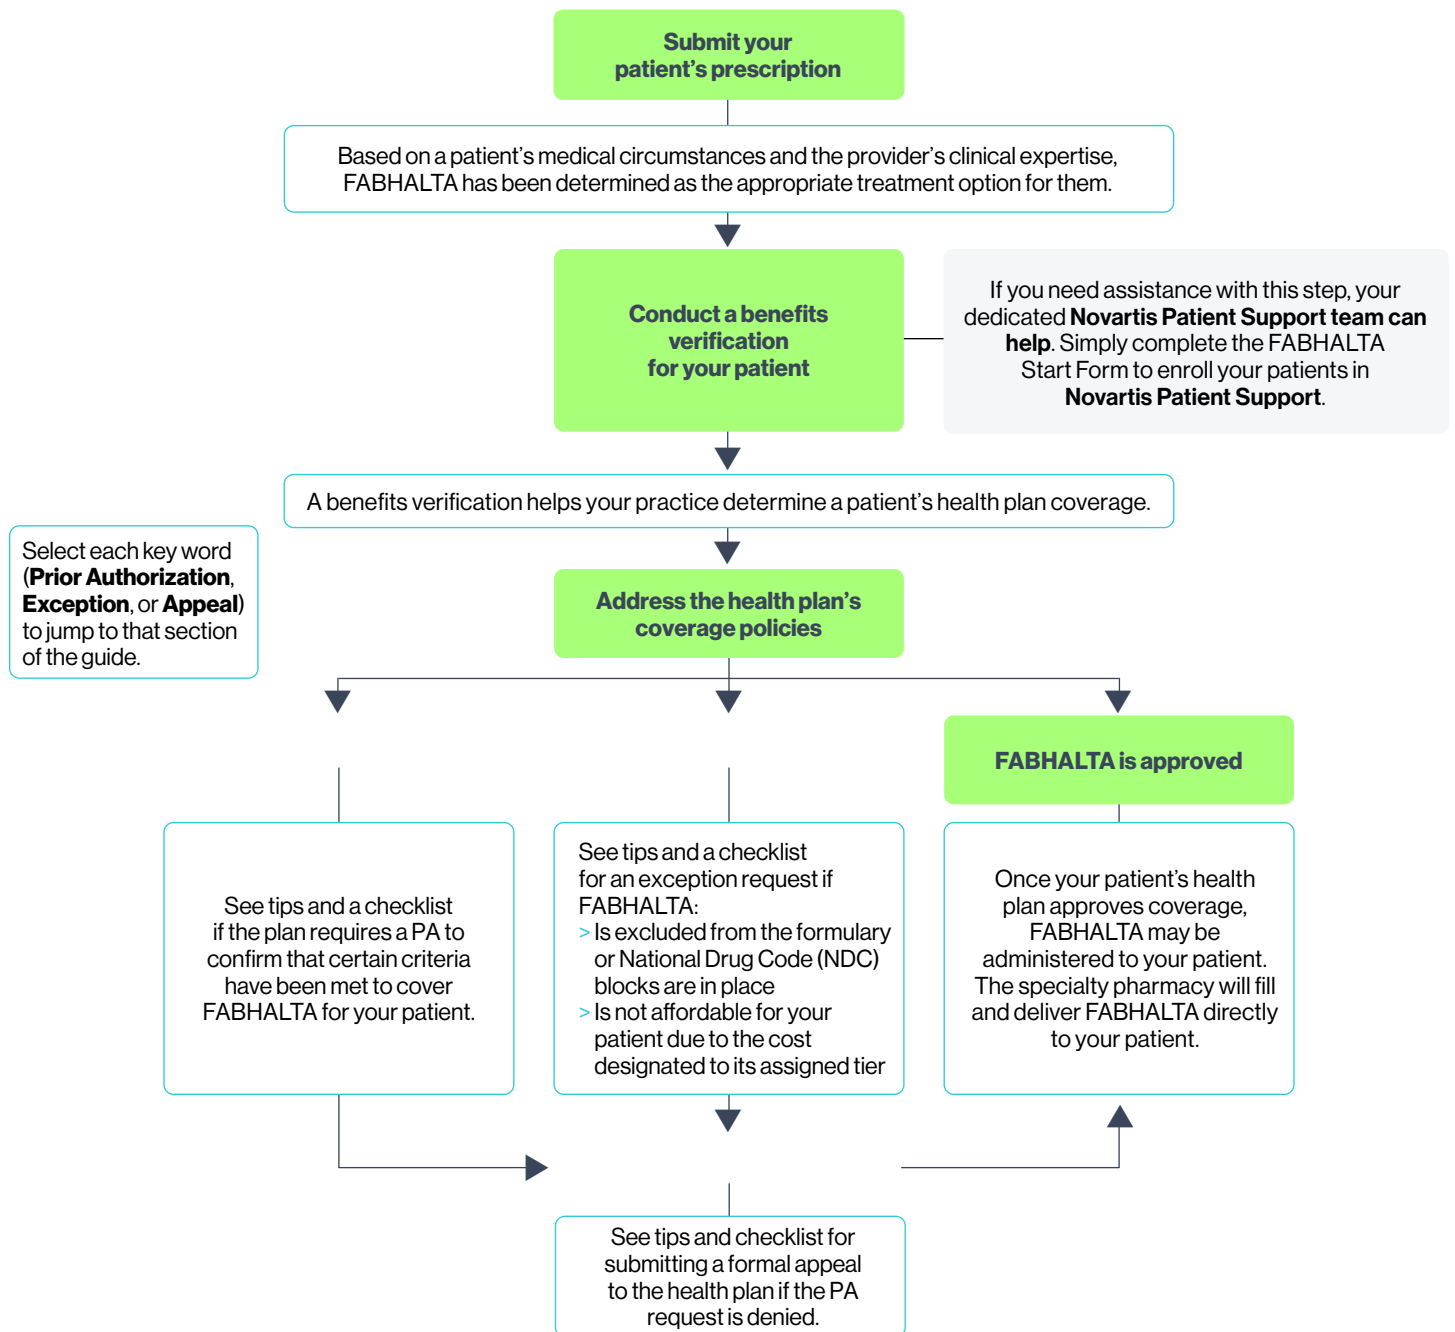 Submit your
patient's prescription
Based on a patient's medical circumstances and the provider's clinical expertise,
FABHALTA has been determined as the appropriate treatment option for them.
Conduct a benefits
verification
for your patient
If you need assistance with this step, your
dedicated Novartis Patient Support team can
help. Simply complete the FABHALTA
Start Form to enroll your patients in
Novartis Patient Support.
A benefits verification helps your practice determine a patient's health plan coverage.
Select each key word
(Prior Authorization,
Exception, or Appeal)
to jump to that section
of the guide.
Address the health plan's
coverage policies
FABHALTA is approved
See tips and a checklist
if the plan requires a PA to
confirm that certain criteria
have been met to cover
FABHALTA for your patient.
See tips and a checklist
for an exception request if
FABHALTA:
> Is excluded from the formulary
or National Drug Code (NDC)
blocks are in place
> Is not affordable for your
patient due to the cost
designated to its assigned tier
Once your patient's health
plan approves coverage,
FABHALTA may be
administered to your patient.
The specialty pharmacy will fill
and deliver FABHALTA directly
to your patient.
See tips and checklist for
submitting a formal appeal
to the health plan if the PA
request is denied.